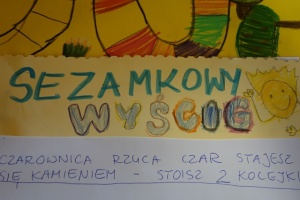 SEZAMKOWY
WYŚCIG
CZAROWNICA RZUCA CZAR STAJESZ
SIĘ KAMIENIEM - STOISZ 2 KOLEJKI